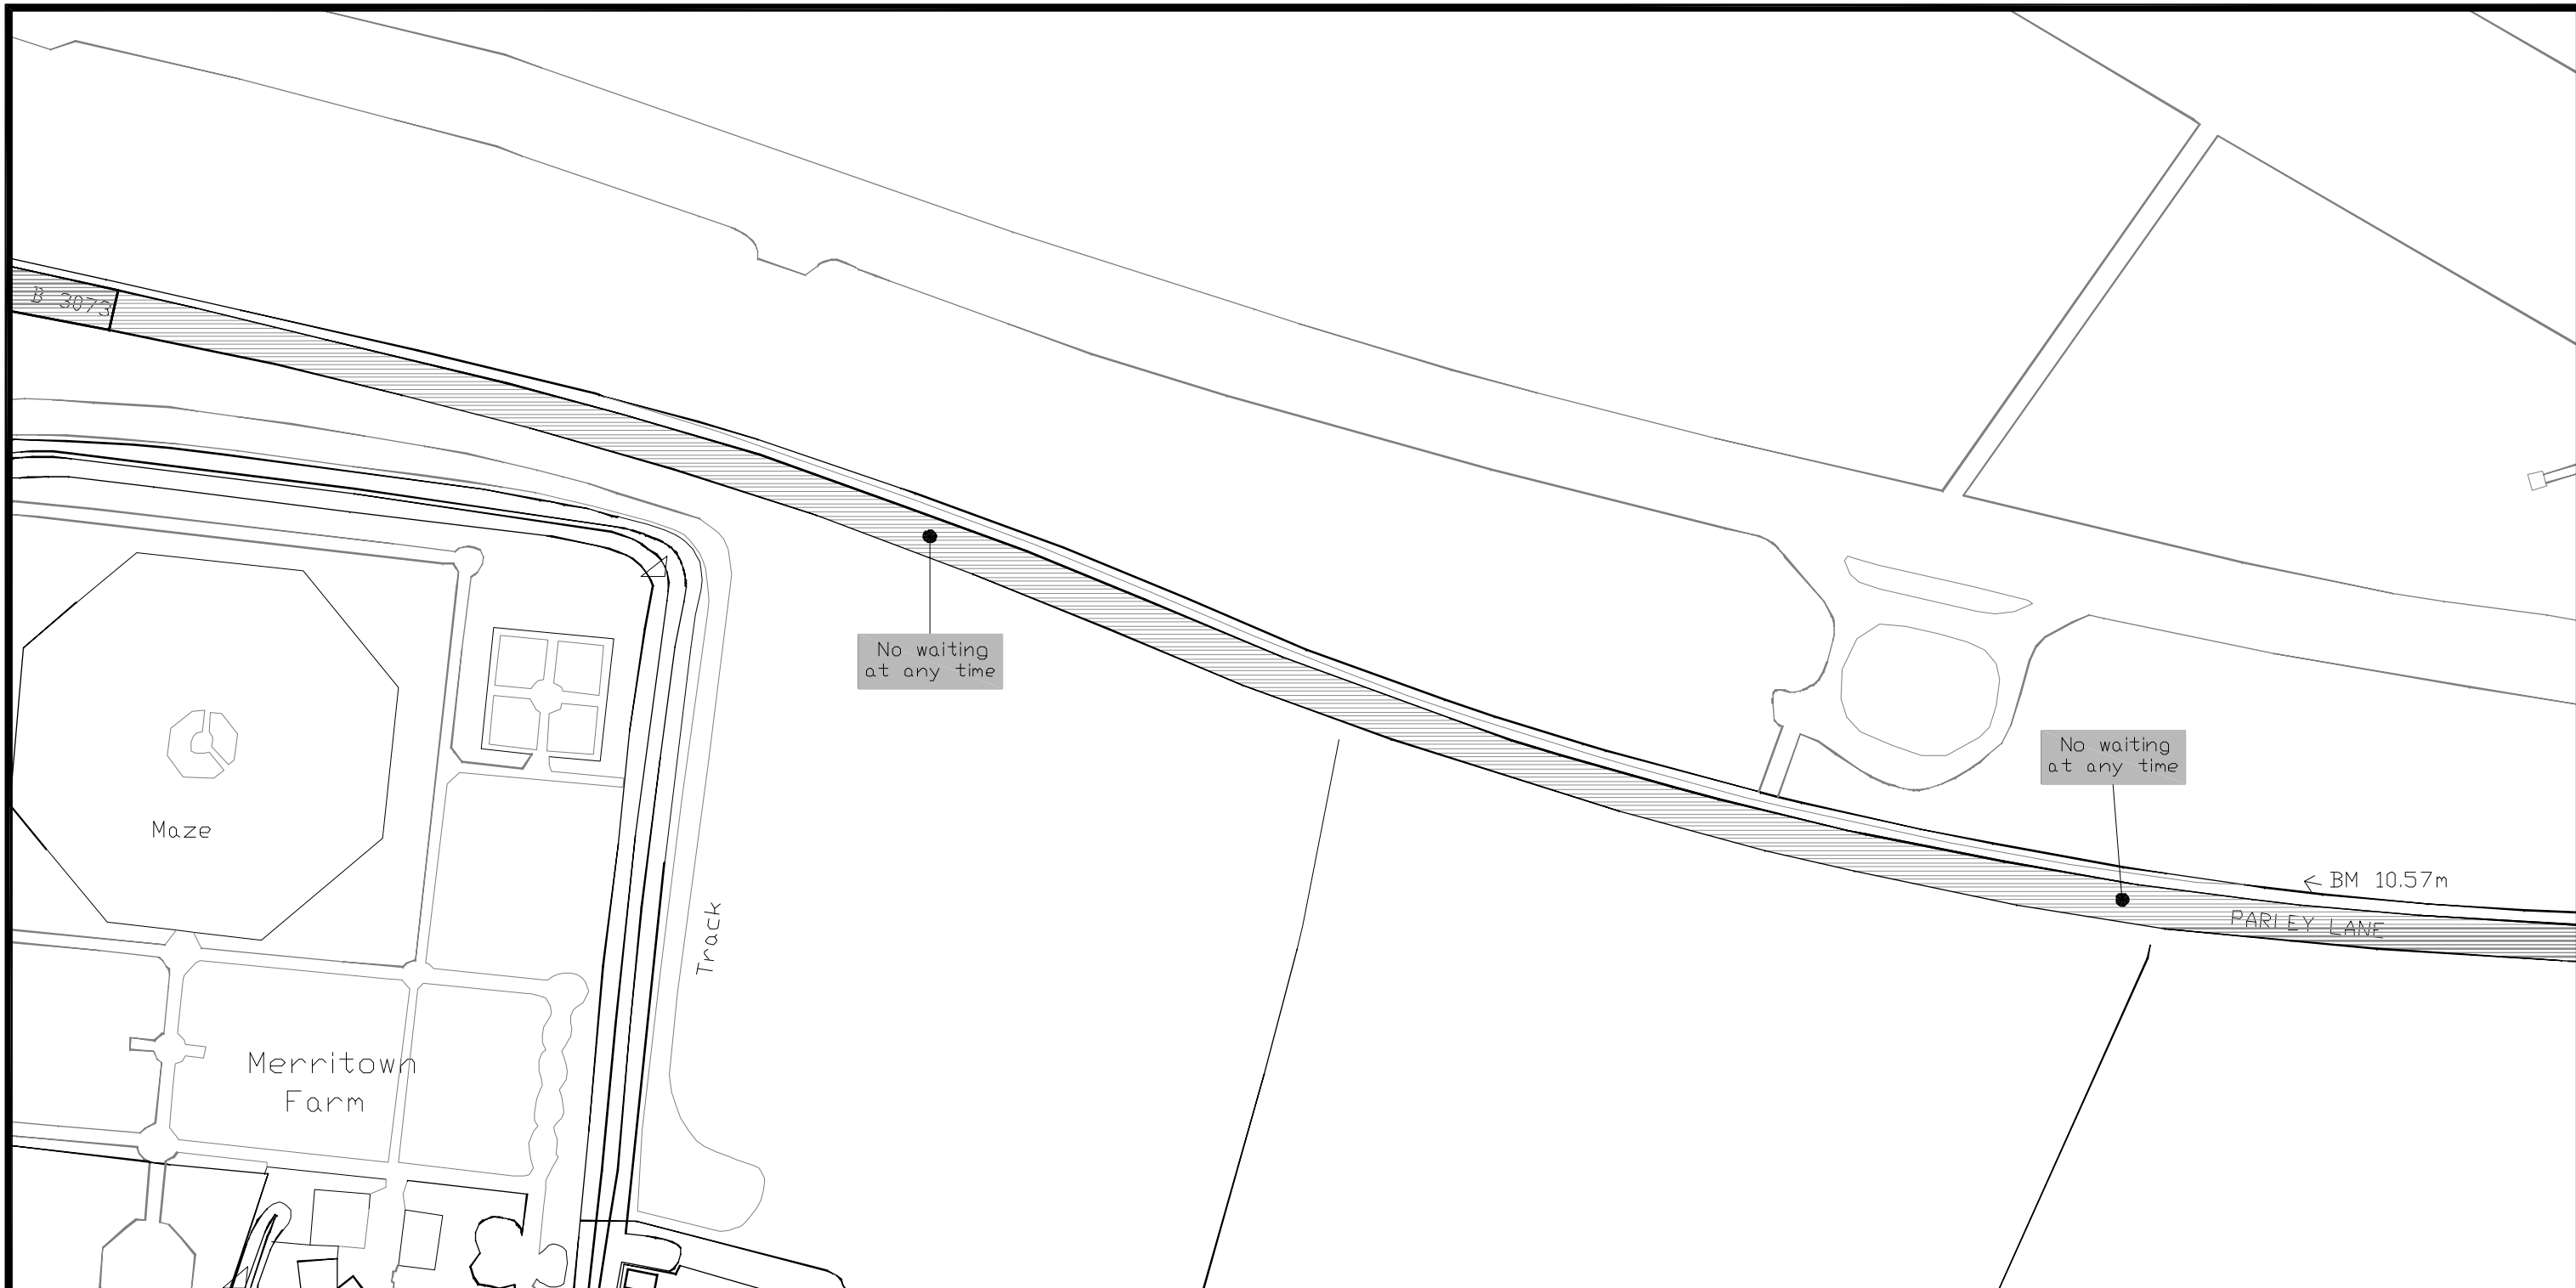 B 3073
No waiting
at any time
No waiting
at any time
Maze
BM 10.57m
PARLEY LANE
Track
Merritown
Farm